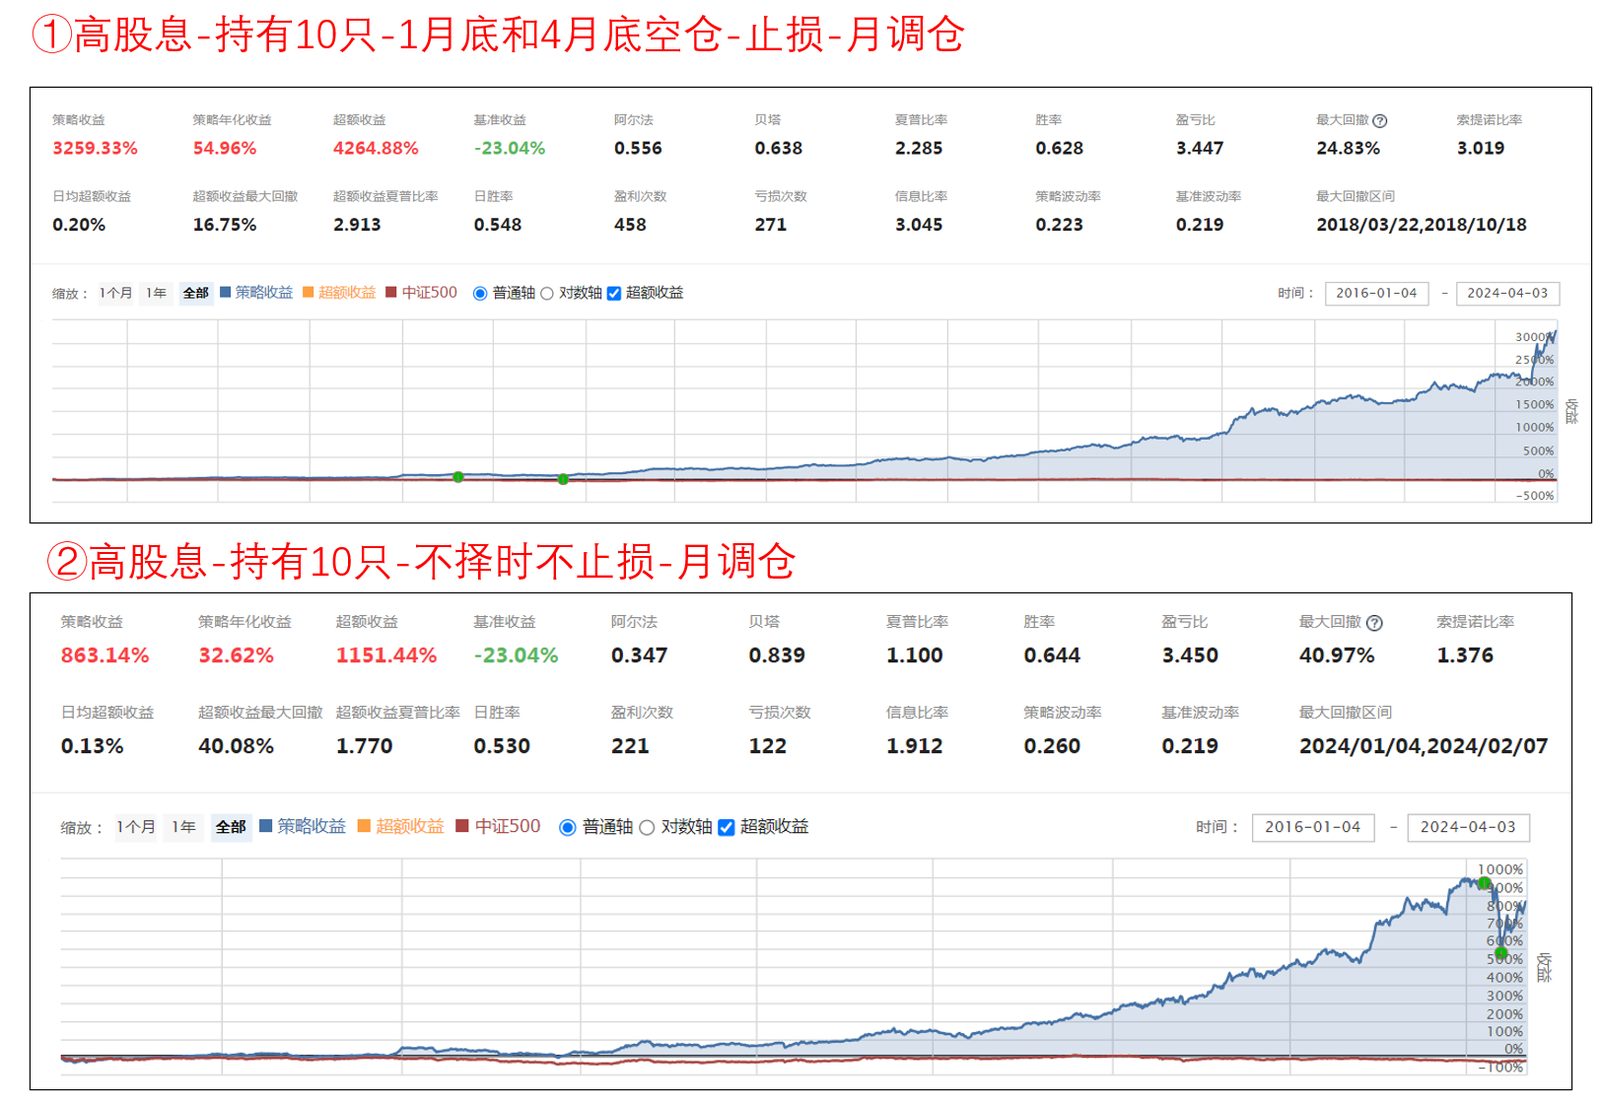 ①高股息-持有10只-1月底和4月底空仓-止损-月调仓
策略收益 策略年化收益 超额收益 基准收益 阿尔法 贝塔 夏普比率 胜率 盈亏比 最大回撤 ? 索提诺比率
3259.33% 54.96% 4264.88% -23.04% 0.556 0.638 2.285 0.628 3.447 24.83% 3.019
日均超额收益 超额收益最大回撤 超额收益夏普比率 日胜率 盈利次数 亏损次数 信息比率 策略波动率 基准波动率 最大回撤区间
0.20% 16.75% 2.913 0.548 458 271 3.045 0.223 0.219 2018/03/22,2018/10/18
缩放： 1个月 1年 全部 策略收益 超额收益 中证500 普通轴 对数轴 超额收益 时间： 2016-01-04 - 2024-04-03
3000%
2500%
2000%
1500%
1000%
500%
0%
-500%
收益
②高股息-持有10只-不择时不止损-月调仓
策略收益 策略年化收益 超额收益 基准收益 阿尔法 贝塔 夏普比率 胜率 盈亏比 最大回撤 ? 索提诺比率
863.14% 32.62% 1151.44% -23.04% 0.347 0.839 1.100 0.644 3.450 40.97% 1.376
日均超额收益 超额收益最大回撤 超额收益夏普比率 日胜率 盈利次数 亏损次数 信息比率 策略波动率 基准波动率 最大回撤区间
0.13% 40.08% 1.770 0.530 221 122 1.912 0.260 0.219 2024/01/04,2024/02/07
缩放： 1个月 1年 全部 策略收益 超额收益 中证500 普通轴 对数轴 超额收益 时间： 2016-01-04 - 2024-04-03
1000%
900%
800%
700%
600%
500%
400%
300%
200%
100%
0%
-100%
收益